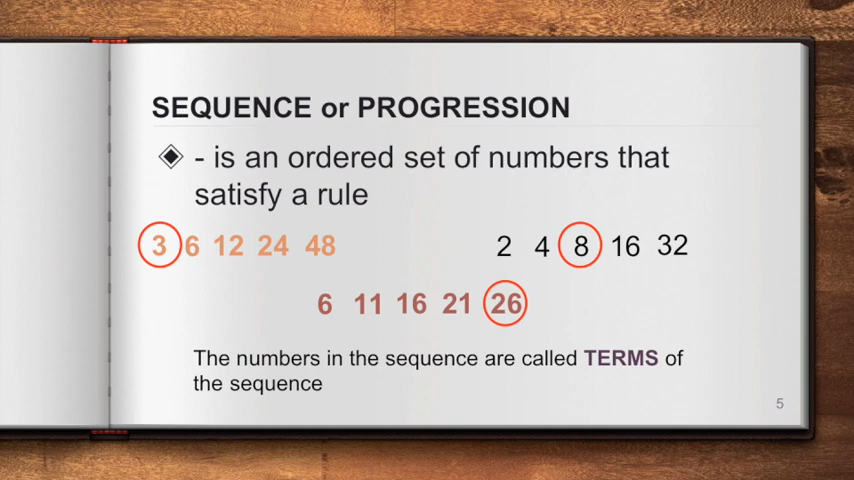 SEQUENCE or PROGRESSION
- is an ordered set of numbers that
satisfy a rule
3 6 12 24 48
2 4 8 16 32
6 11 16 21 26
The numbers in the sequence are called TERMS of
the sequence
5